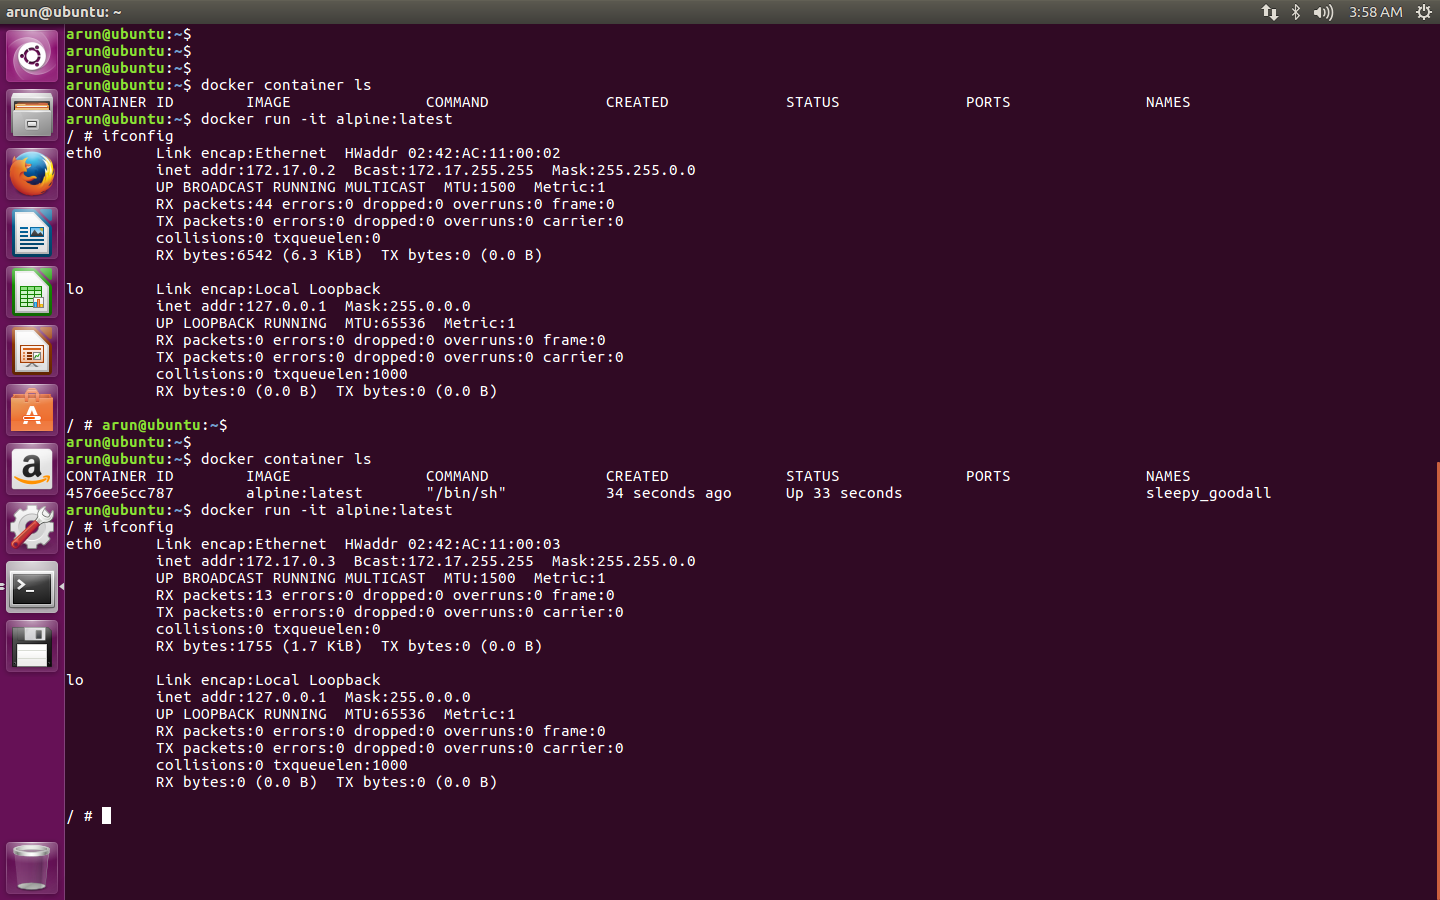 arun@ubuntu: ~
3:58 AM
arun@ubuntu:~$
arun@ubuntu:~$
arun@ubuntu:~$
arun@ubuntu:~$ docker container ls
CONTAINER ID        IMAGE               COMMAND             CREATED             STATUS              PORTS               NAMES
arun@ubuntu:~$ docker run -it alpine:latest
/ # ifconfig
eth0      Link encap:Ethernet  HWaddr 02:42:AC:11:00:02
          inet addr:172.17.0.2  Bcast:172.17.255.255  Mask:255.255.0.0
          UP BROADCAST RUNNING MULTICAST  MTU:1500  Metric:1
          RX packets:44 errors:0 dropped:0 overruns:0 frame:0
          TX packets:0 errors:0 dropped:0 overruns:0 carrier:0
          collisions:0 txqueuelen:0
          RX bytes:6542 (6.3 KiB)  TX bytes:0 (0.0 B)
lo        Link encap:Local Loopback
          inet addr:127.0.0.1  Mask:255.0.0.0
          UP LOOPBACK RUNNING  MTU:65536  Metric:1
          RX packets:0 errors:0 dropped:0 overruns:0 frame:0
          TX packets:0 errors:0 dropped:0 overruns:0 carrier:0
          collisions:0 txqueuelen:1000
          RX bytes:0 (0.0 B)  TX bytes:0 (0.0 B)
/ # arun@ubuntu:~$
arun@ubuntu:~$
arun@ubuntu:~$ docker container ls
CONTAINER ID        IMAGE               COMMAND             CREATED             STATUS              PORTS               NAMES
4576ee5cc787        alpine:latest       "/bin/sh"           34 seconds ago      Up 33 seconds                           sleepy_goodall
arun@ubuntu:~$ docker run -it alpine:latest
/ # ifconfig
eth0      Link encap:Ethernet  HWaddr 02:42:AC:11:00:03
          inet addr:172.17.0.3  Bcast:172.17.255.255  Mask:255.255.0.0
          UP BROADCAST RUNNING MULTICAST  MTU:1500  Metric:1
          RX packets:13 errors:0 dropped:0 overruns:0 frame:0
          TX packets:0 errors:0 dropped:0 overruns:0 carrier:0
          collisions:0 txqueuelen:0
          RX bytes:1755 (1.7 KiB)  TX bytes:0 (0.0 B)
lo        Link encap:Local Loopback
          inet addr:127.0.0.1  Mask:255.0.0.0
          UP LOOPBACK RUNNING  MTU:65536  Metric:1
          RX packets:0 errors:0 dropped:0 overruns:0 frame:0
          TX packets:0 errors:0 dropped:0 overruns:0 carrier:0
          collisions:0 txqueuelen:1000
          RX bytes:0 (0.0 B)  TX bytes:0 (0.0 B)
/ #